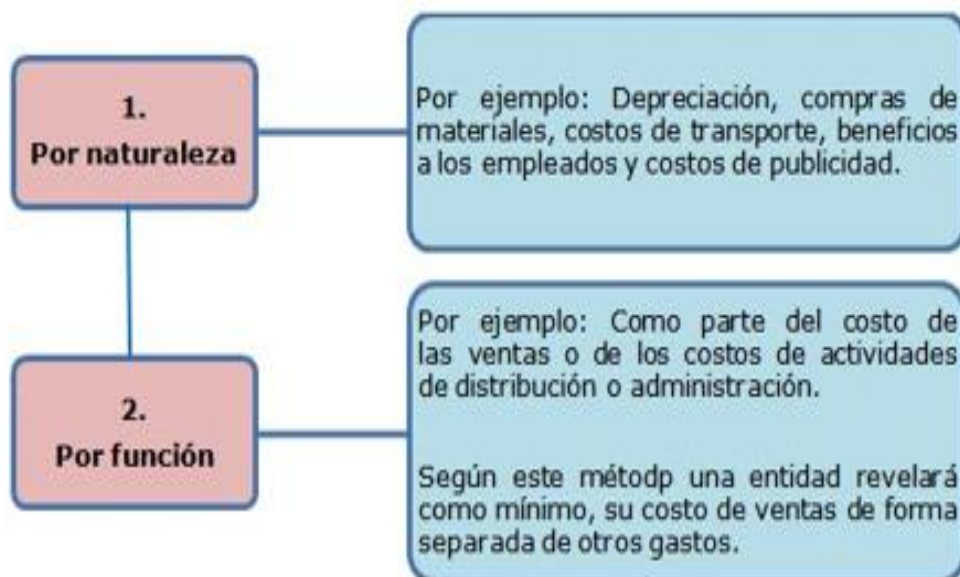 1.
Por naturaleza
Por ejemplo: Depreciación, compras de
materiales, costos de transporte, beneficios
a los empleados y costos de publicidad.
2.
Por función
Por ejemplo: Como parte del costo de
las ventas o de los costos de actividades
de distribución o administración.
Según este métodp una entidad revelará
como mínimo, su costo de ventas de forma
separada de otros gastos.